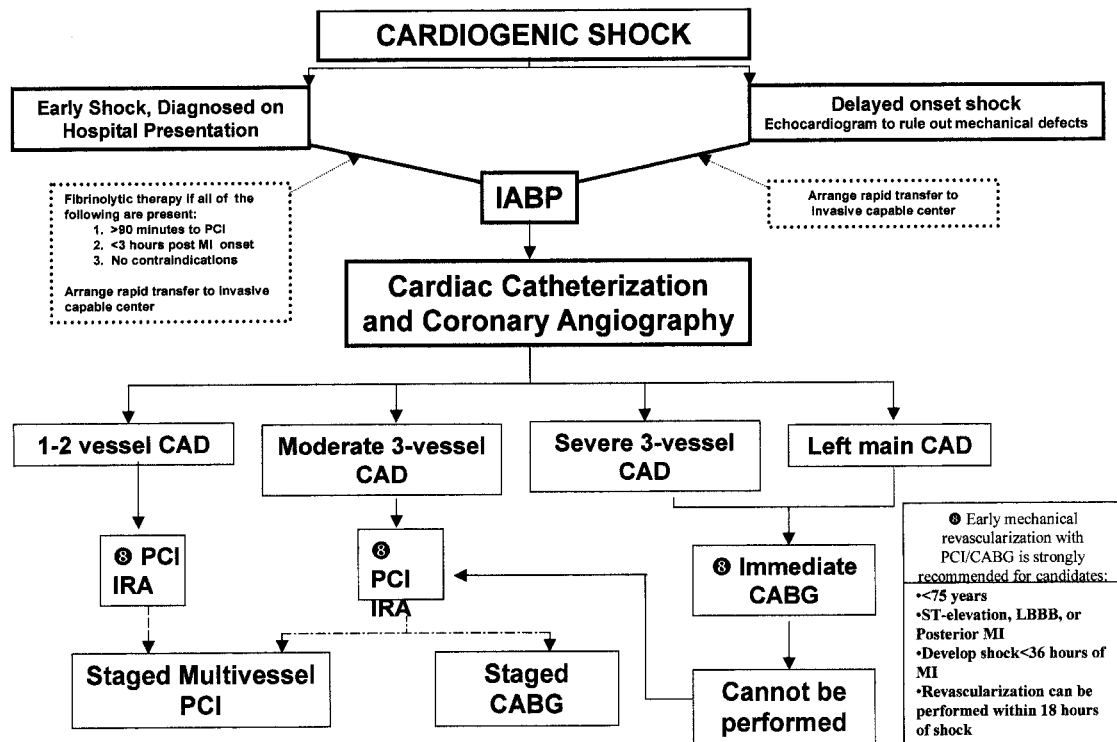 CARDIOGENIC SHOCK
Early Shock, Diagnosed on
Hospital Presentation
Delayed onset shock
Echocardiogram to rule out mechanical defects
Fibrinolytic therapy if all of the
following are present:
1. >90 minutes to PCI
2. <3 hours post MI onset
3. No contraindications
Arrange rapid transfer to invasive
capable center
IABP
Arrange rapid transfer to
invasive capable center
Cardiac Catheterization
and Coronary Angiography
1-2 vessel CAD
Moderate 3-vessel
CAD
Severe 3-vessel
CAD
Left main CAD
❽ PCI
IRA
❽
PCI
IRA
❽ Immediate
CABG
Staged Multivessel
PCI
Staged
CABG
Cannot be
performed
❽ Early mechanical
revascularization with
PCI/CABG is strongly
recommended for candidates:
•<75 years
•ST-elevation, LBBB, or
Posterior MI
•Develop shock<36 hours of
MI
•Revascularization can be
performed within 18 hours
of shock